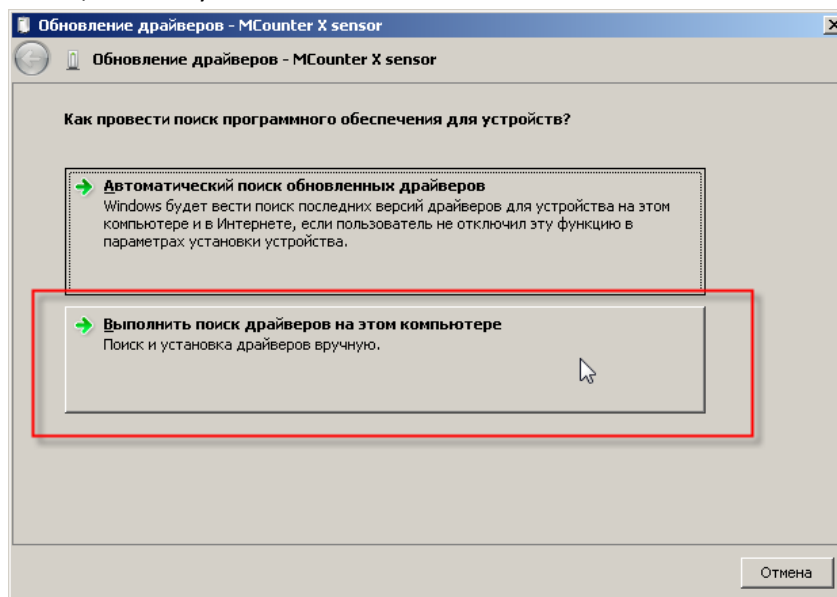 Обновление драйверов - MCounter X sensor
Обновление драйверов - MCounter X sensor
Как провести поиск программного обеспечения для устройств?
Автоматический поиск обновленных драйверов
Windows будет вести поиск последних версий драйверов для устройства на этом
компьютере и в Интернете, если пользователь не отключил эту функцию в
параметрах установки устройства.
Выполнить поиск драйверов на этом компьютере
Поиск и установка драйверов вручную.
Отмена